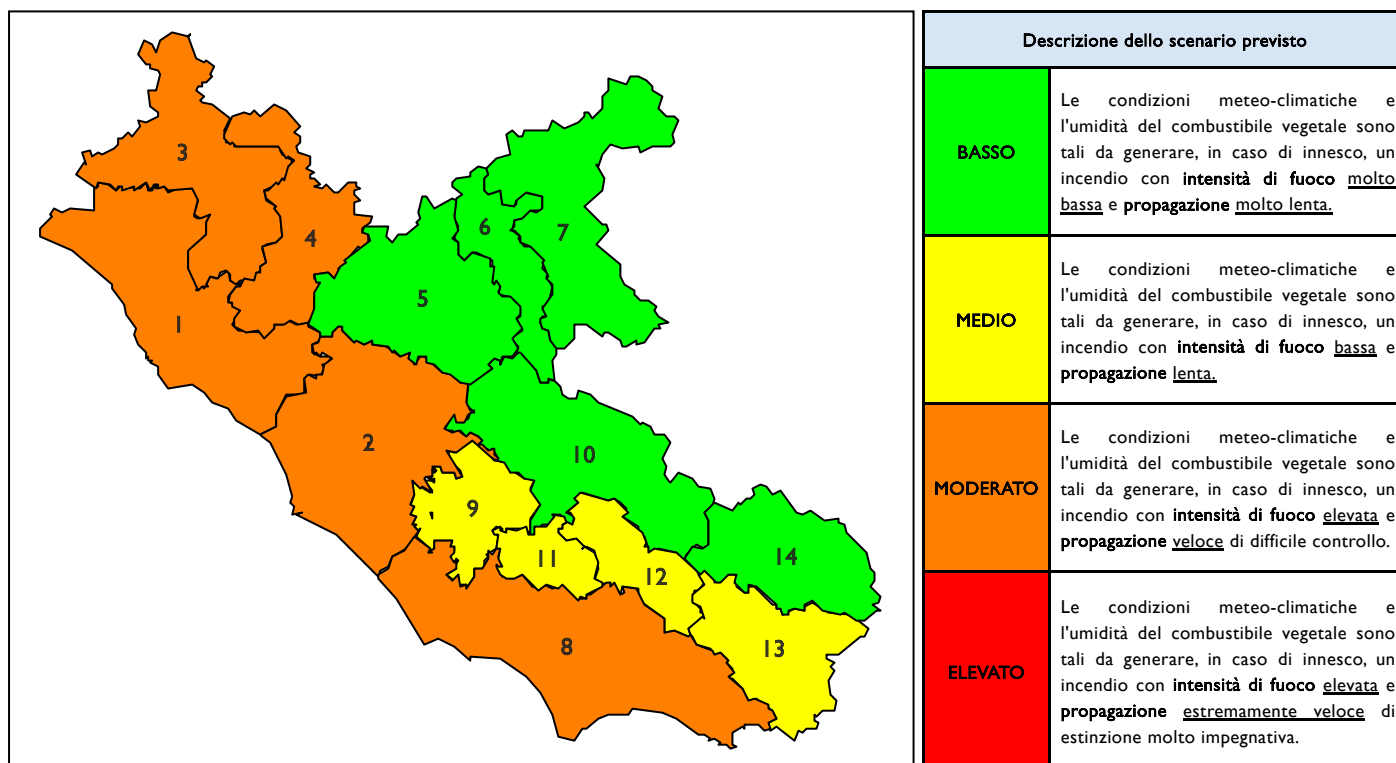 3
4
6
7
5
1
2
10
9
11
12
14
8
13
Descrizione dello scenario previsto
BASSO
Le condizioni meteo-climatiche e
l'umidità del combustibile vegetale sono
tali da generare, in caso di innesco, un
incendio con intensità di fuoco molto
bassa e propagazione molto lenta.
MEDIO
Le condizioni meteo-climatiche e
l'umidità del combustibile vegetale sono
tali da generare, in caso di innesco, un
incendio con intensità di fuoco bassa e
propagazione lenta.
MODERATO
Le condizioni meteo-climatiche e
l'umidità del combustibile vegetale sono
tali da generare, in caso di innesco, un
incendio con intensità di fuoco elevata e
propagazione veloce di difficile controllo.
ELEVATO
Le condizioni meteo-climatiche e
l'umidità del combustibile vegetale sono
tali da generare, in caso di innesco, un
incendio con intensità di fuoco elevata e
propagazione estremamente veloce di
estinzione molto impegnativa.